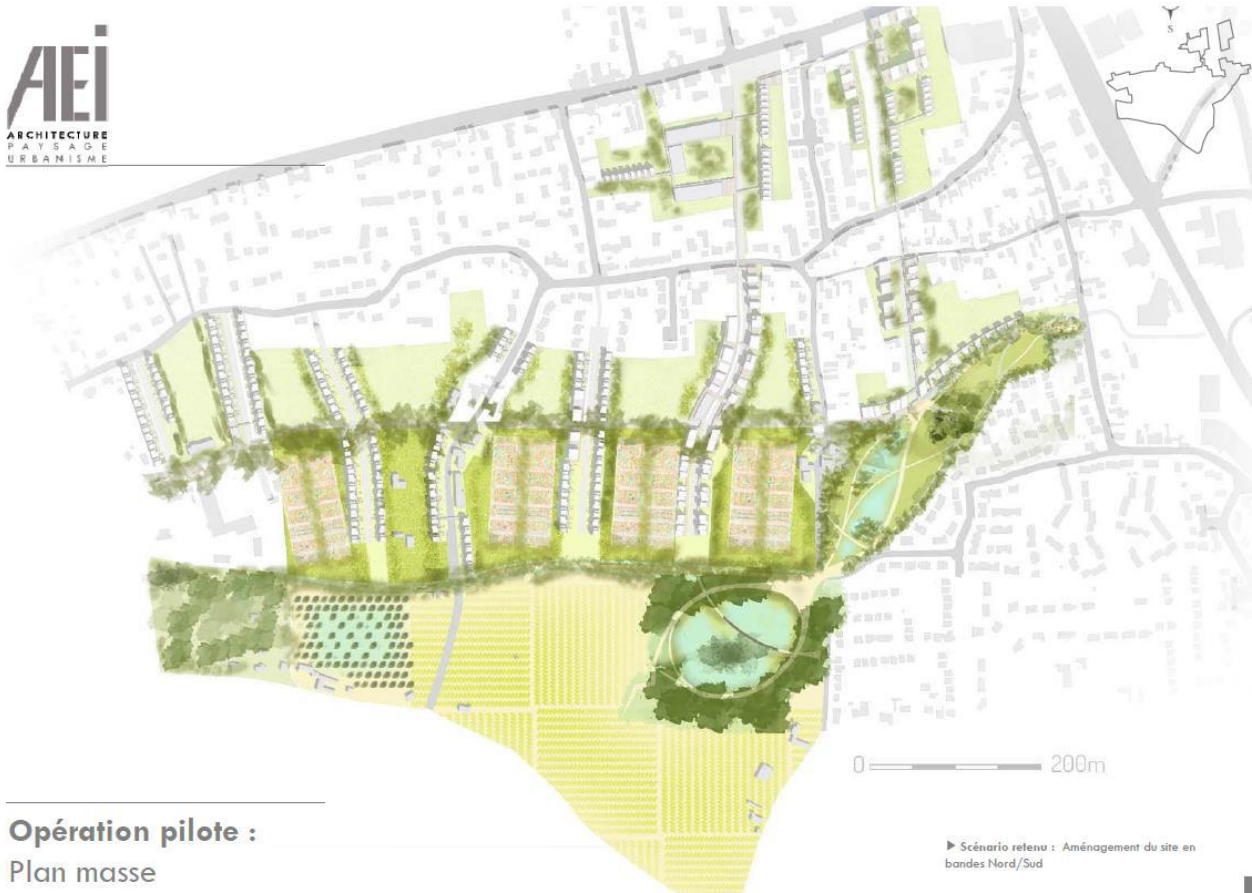 AEI
ARCHITECTURE
PAYSAGE
URBANISME
S
0 200m
Opération pilote :
Plan masse
▶ Scénario retenu : Aménagement du site en
bandes Nord/Sud